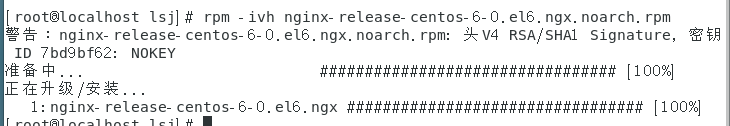 [root@localhost lsj]# rpm -ivh nginx-release-centos-6-0.el6.ngx.noarch.rpm
警告：nginx-release-centos-6-0.el6.ngx.noarch.rpm: 头V4 RSA/SHA1 Signature, 密钥
 ID 7bd9bf62: NOKEY
准备中... ################################# [100%]
正在升级/安装...
1:nginx-release-centos-6-0.el6.ngx ################################# [100%]
[root@localhost lsj]#